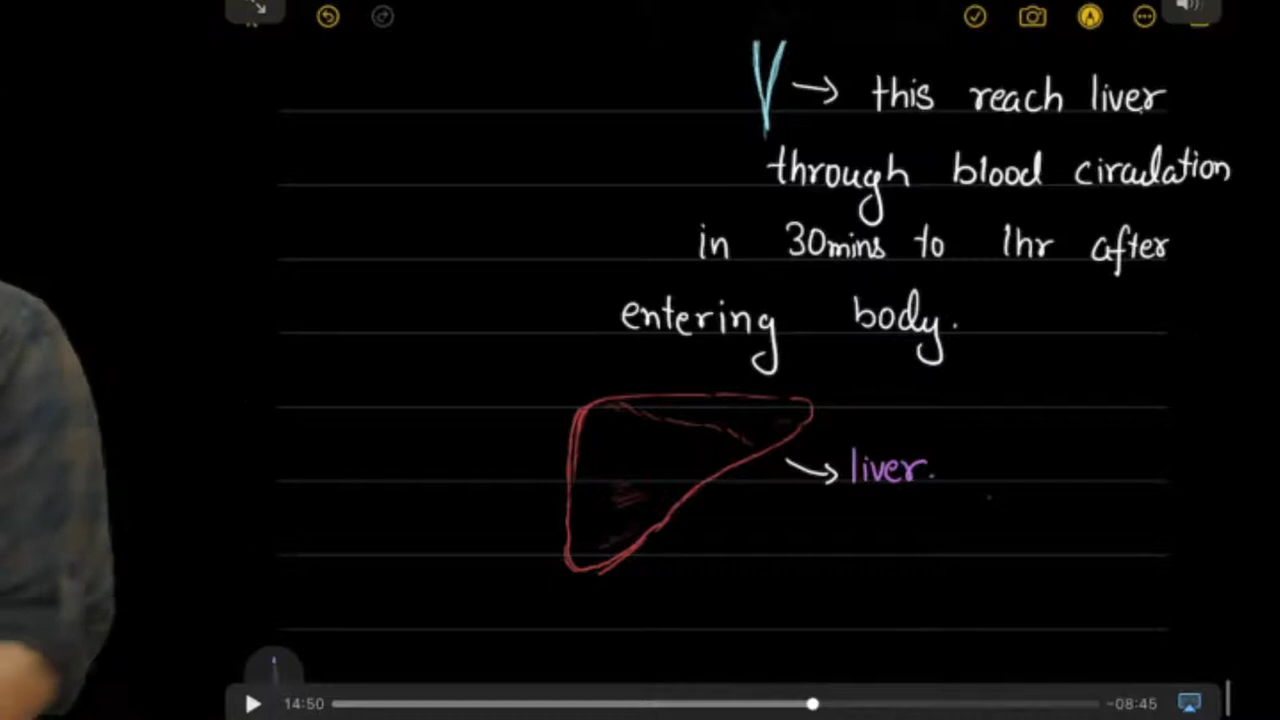 → this reach liver
through blood circulation
in 30mins to 1hr after
entering body.
→ liver.
14:50
-08:45